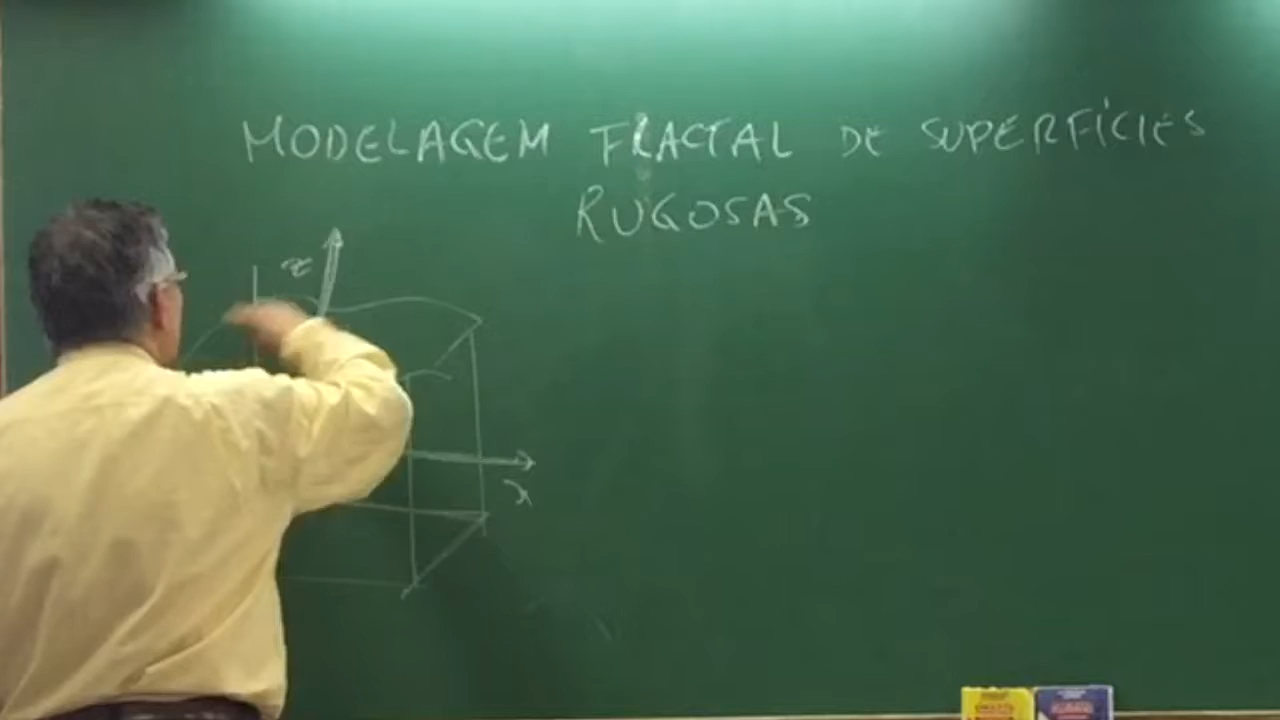 MODELAGEM FRACTAL DE SUPERFÍCIES
RUGOSAS
z
x